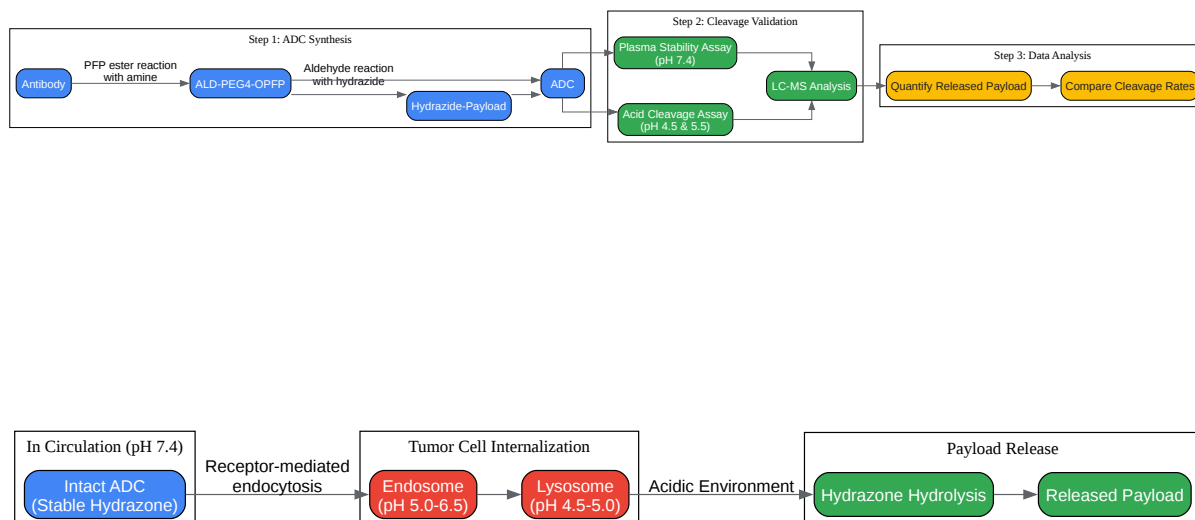 Step 1: ADC Synthesis
Antibody
PFP ester reaction
with amine
ALD-PEG4-OPFP
Aldehyde reaction
with hydrazide
Hydrazide-Payload
ADC
Step 2: Cleavage Validation
Plasma Stability Assay
(pH 7.4)
Acid Cleavage Assay
(pH 4.5 & 5.5)
LC-MS Analysis
Step 3: Data Analysis
Quantify Released Payload
Compare Cleavage Rates
In Circulation (pH 7.4)
Intact ADC
(Stable Hydrazone)
Receptor-mediated
endocytosis
Tumor Cell Internalization
Endosome
(pH 5.0-6.5)
Lysosome
(pH 4.5-5.0)
Acidic Environment
Payload Release
Hydrazone Hydrolysis
Released Payload